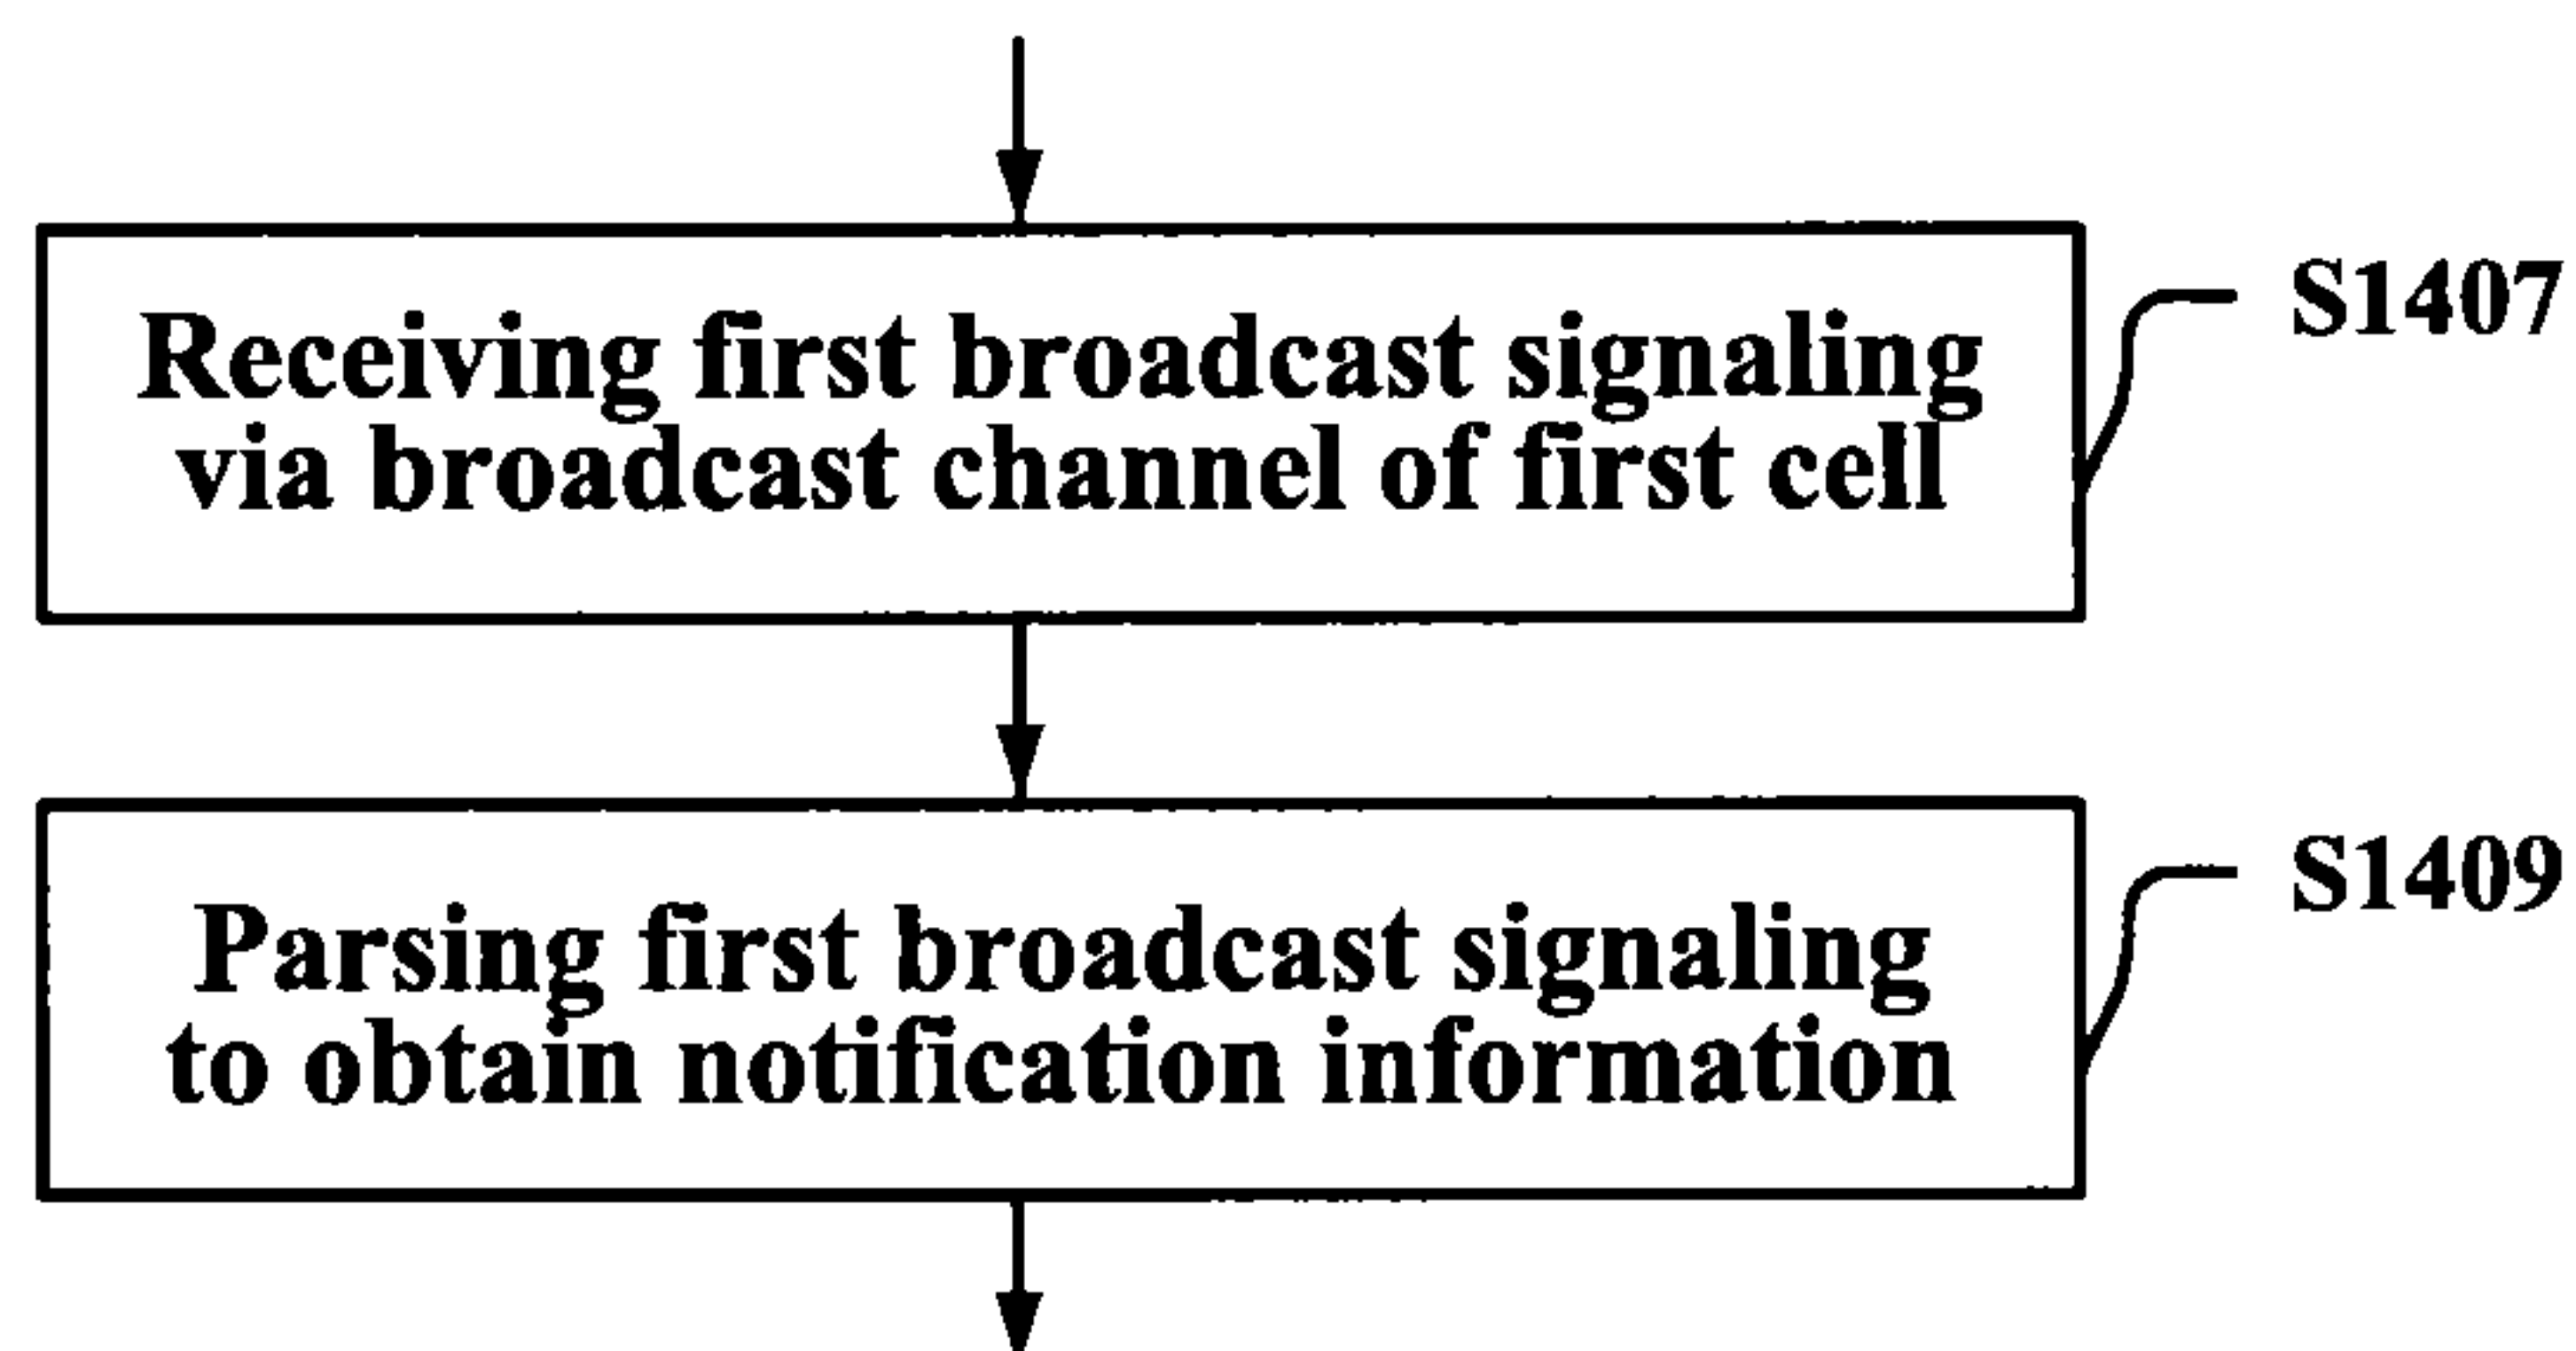 Receiving first broadcast signaling
via broadcast channel of first cell
S1407
Parsing first broadcast signaling
to obtain notification information
S1409